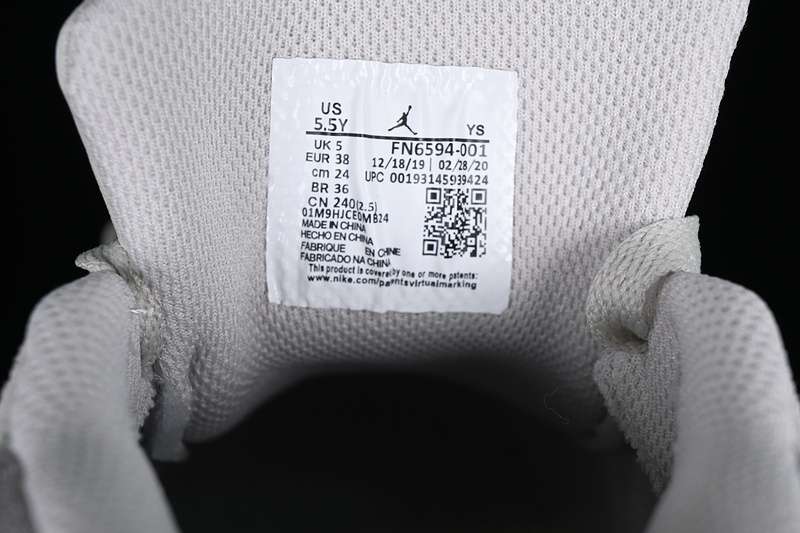 US
5.5Y YS
UK 5 FN6594-001
EUR 38 12/18/19 | 02/28/20
cm 24 UPC 00193145939424
BR 36
CN 240(2.5)
01M9HJCE0MB24
MADE IN CHINA
HECHO EN CHINA
FABRIQUE EN CHINE
FABRICADO NA CHINA
This product is covered by one or more patents:
www.nike.com/patentsvirtualmarking